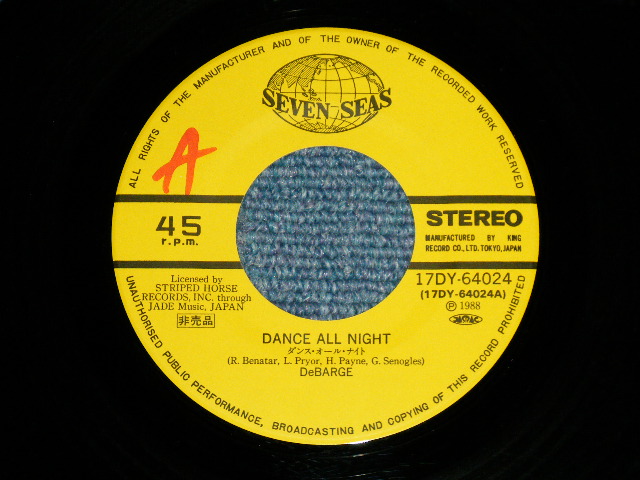 ALL RIGHTS OF THE MANUFACTURER AND OF THE OWNER OF THE RECORDED WORK RESERVED
SEVEN SEAS
A
45
r.p.m.
STEREO
MANUFACTURED BY KING
RECORD CO., LTD. TOKYO, JAPAN
Licensed by
STRIPED HORSE
RECORDS, INC. through
JADE Music, JAPAN
非売品
17DY-64024
(17DY-64024A)
Ⓟ 1988
DANCE ALL NIGHT
ダンス・オール・ナイト
(R. Benatar, L. Pryor, H. Payne, G. Senogles)
DeBARGE
UNAUTHORISED PUBLIC PERFORMANCE, BROADCASTING AND COPYING OF THIS RECORD PROHIBITED